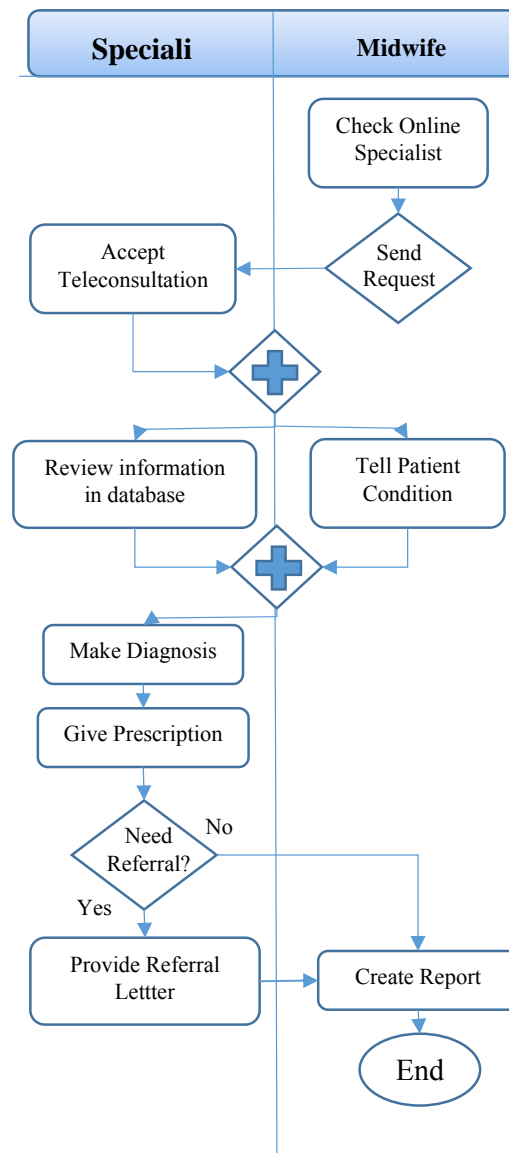 Speciali
Midwife
Check Online
Specialist
Send
Request
Accept
Teleconsultation
Review information
in database
Tell Patient
Condition
Make Diagnosis
Give Prescription
Need
Referral?
No
Yes
Provide Referral
Lettter
Create Report
End